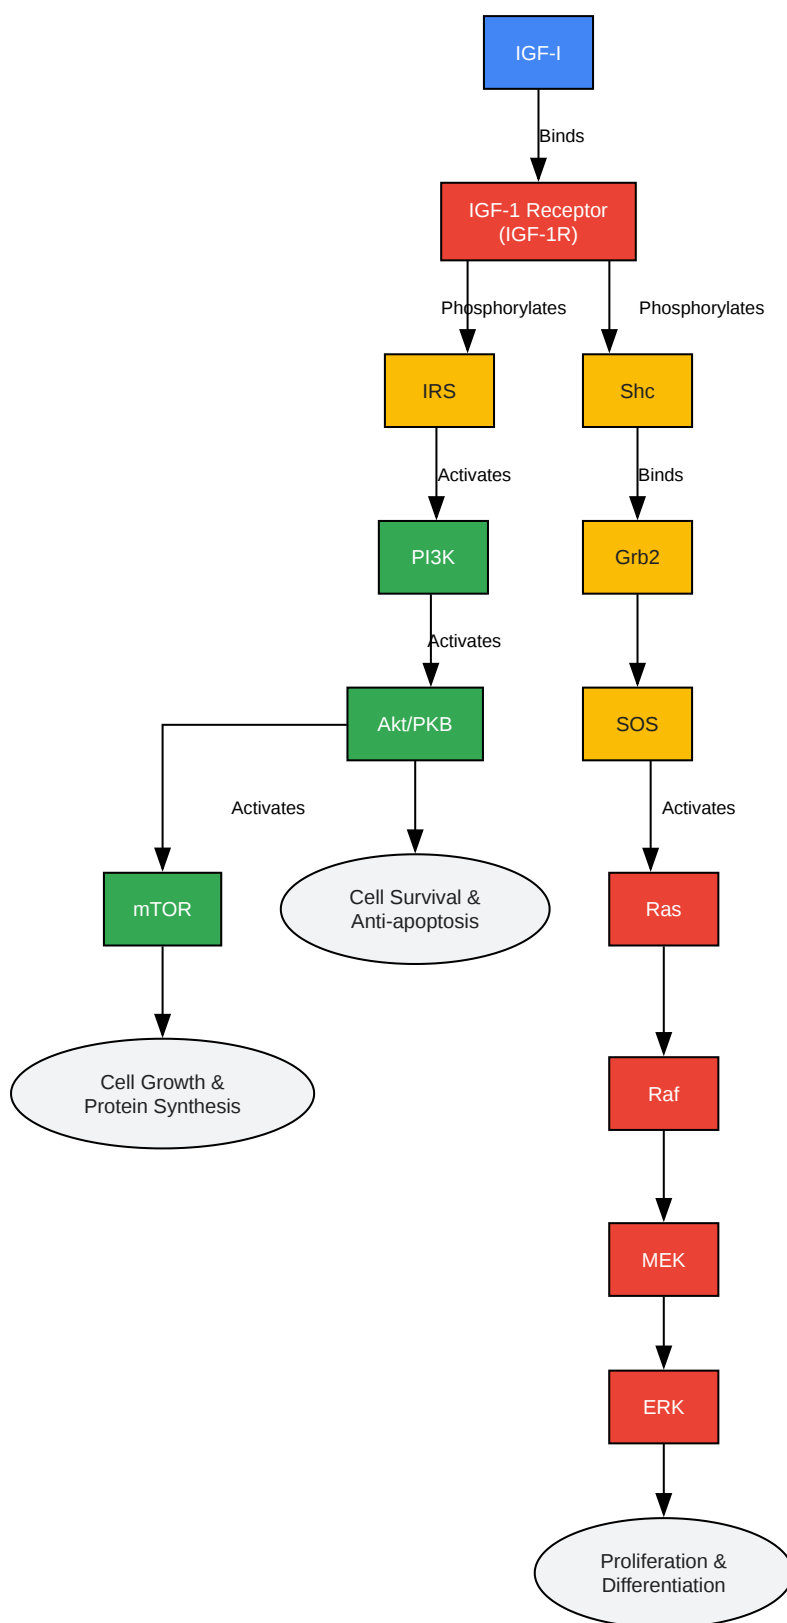 IGF-I
Binds
IGF-1 Receptor
(IGF-1R)
Phosphorylates
Phosphorylates
IRS
Shc
Activates
Binds
PI3K
Grb2
Activates
Akt/PKB
SOS
Activates
Activates
mTOR
Cell Survival &
Anti-apoptosis
Ras
Cell Growth &
Protein Synthesis
Raf
MEK
ERK
Proliferation &
Differentiation